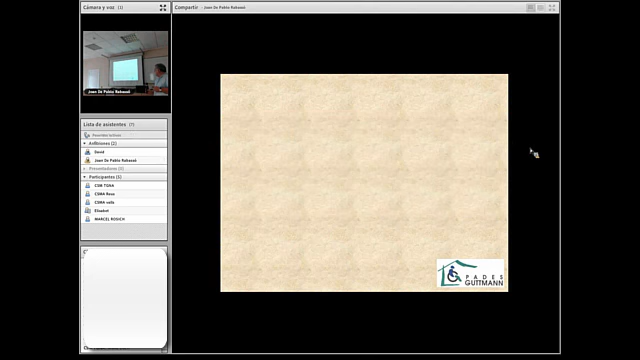 Cámara y voz (1)
Compartir - Joan De Pablo Rabassó
Joan De Pablo Rabassó
Lista de asistentes (7)
Anfitriones (2)
David
Joan De Pablo Rabassó
Presentadores (0)
Participantes (5)
CSM TGNA
CSMA Reus
CSMA valls
Elisabet
MARCEL ROSICH
PADES
GUTTMANN